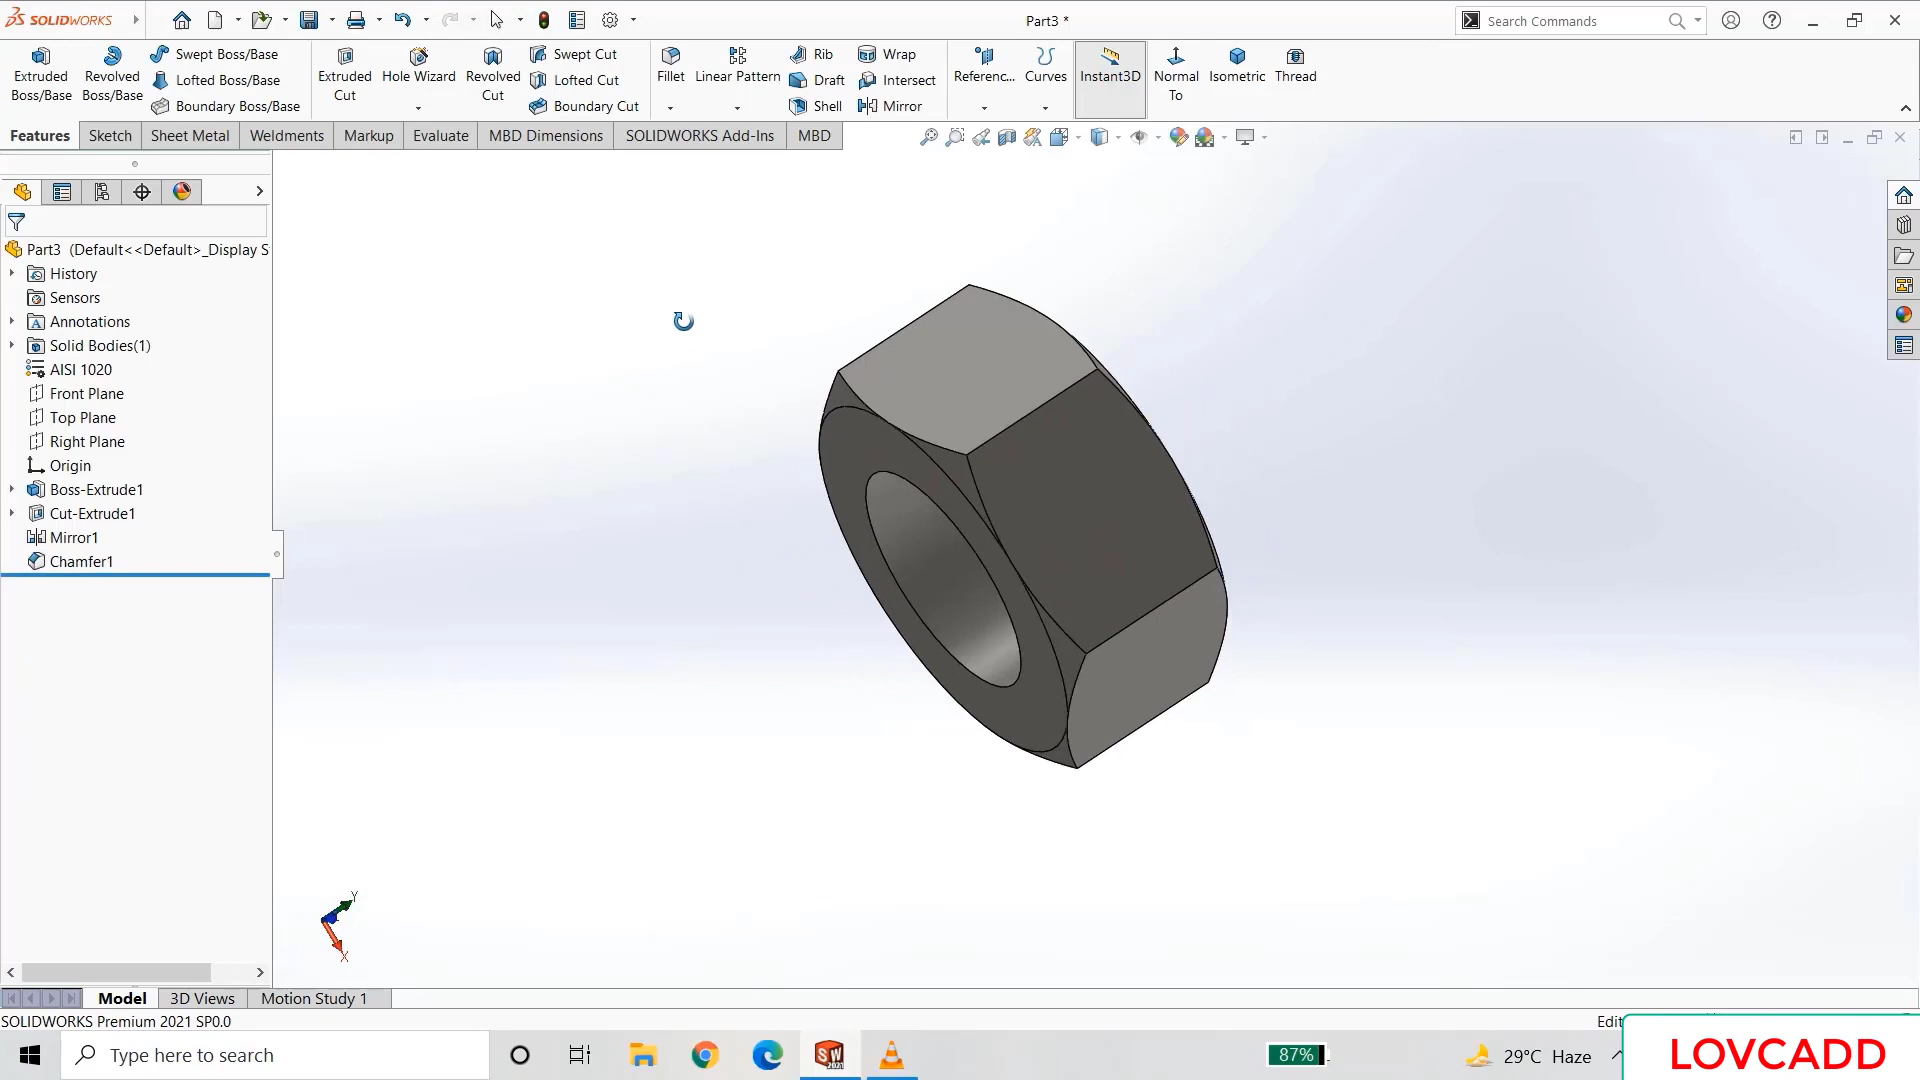 SOLIDWORKS
Part3 *
Search Commands
Extruded Boss/Base
Revolved Boss/Base
Swept Boss/Base
Lofted Boss/Base
Boundary Boss/Base
Extruded Cut
Hole Wizard
Revolved Cut
Swept Cut
Lofted Cut
Boundary Cut
Fillet
Linear Pattern
Rib
Draft
Shell
Wrap
Intersect
Mirror
Referenc...
Curves
Instant3D
Normal To
Isometric
Thread
Features
Sketch
Sheet Metal
Weldments
Markup
Evaluate
MBD Dimensions
SOLIDWORKS Add-Ins
MBD
Part3 (Default<<Default>_Display S
History
Sensors
Annotations
Solid Bodies(1)
AISI 1020
Front Plane
Top Plane
Right Plane
Origin
Boss-Extrude1
Cut-Extrude1
Mirror1
Chamfer1
Y
X
Model
3D Views
Motion Study 1
SOLIDWORKS Premium 2021 SP0.0
Type here to search
SW
2021
87%
29°C Haze
LOVCADD